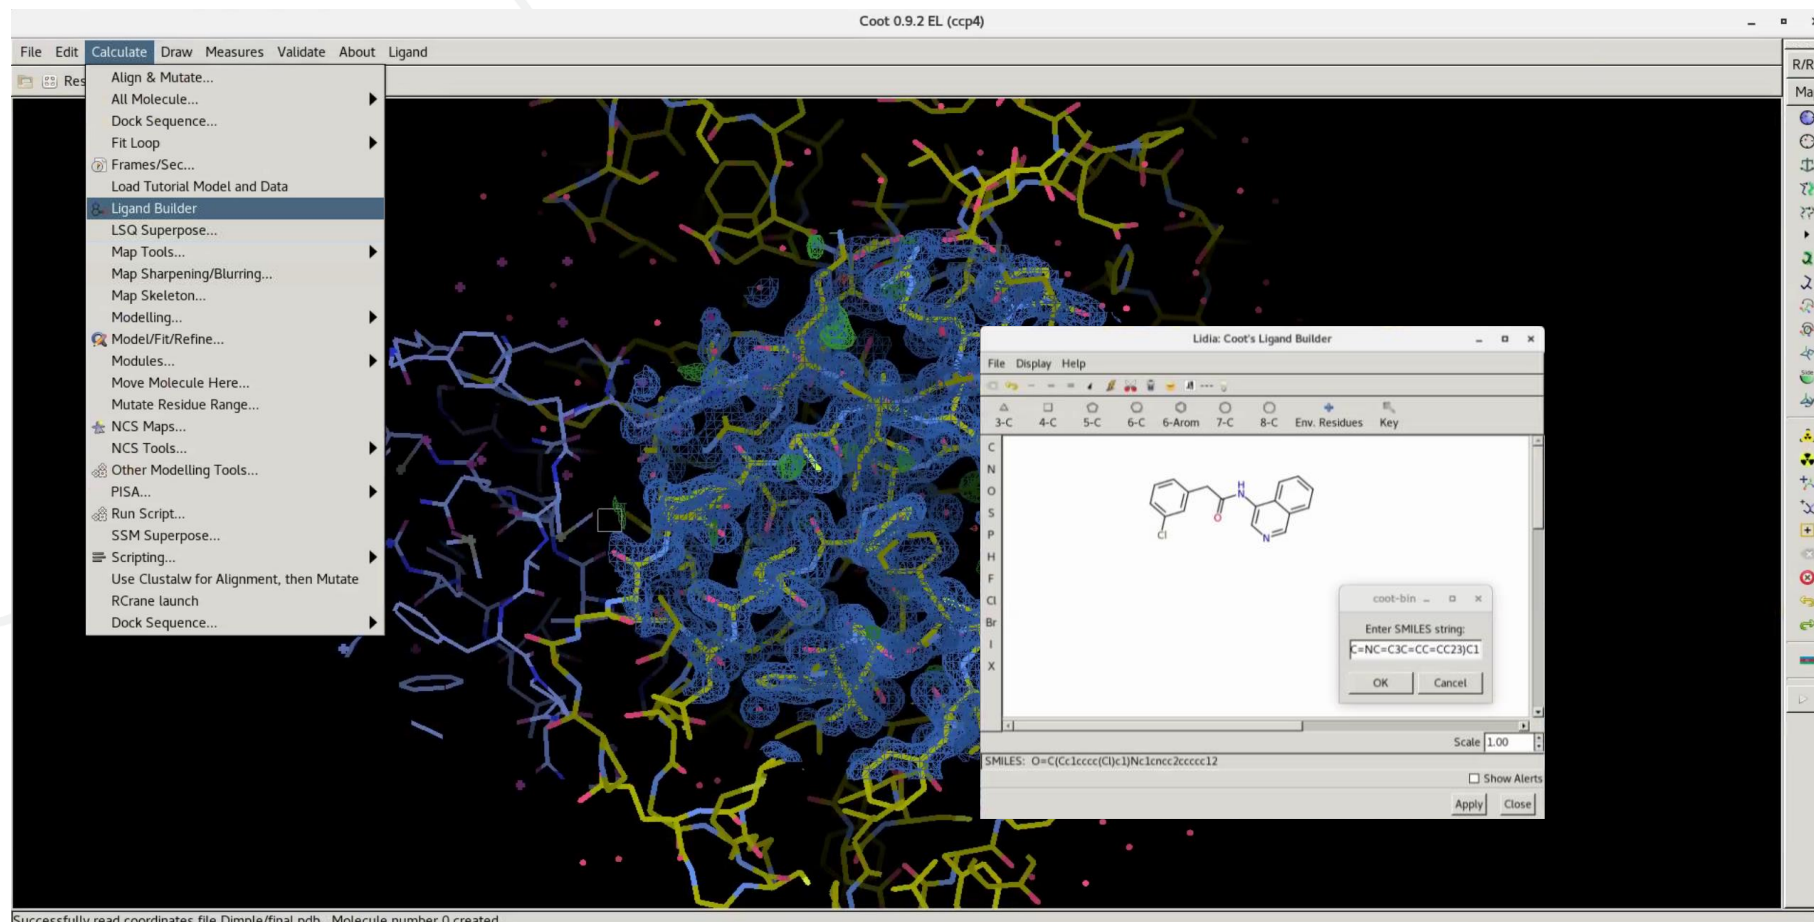 Coot 0.9.2 EL (ccp4)
File Edit Calculate Draw Measures Validate About Ligand
Res
R/R
Align & Mutate...
All Molecule...
Dock Sequence...
Fit Loop
Frames/Sec...
Load Tutorial Model and Data
Ligand Builder
LSQ Superpose...
Map Tools...
Map Sharpening/Blurring...
Map Skeleton...
Modelling...
Model/Fit/Refine...
Modules...
Move Molecule Here...
Mutate Residue Range...
NCS Maps...
NCS Tools...
Other Modelling Tools...
PISA...
Run Script...
SSM Superpose...
Scripting...
Use Clustalw for Alignment, then Mutate
RCrane launch
Dock Sequence...
Ma
Side
Lidia: Coot's Ligand Builder
File Display Help
3-C 4-C 5-C 6-C 6-Arom 7-C 8-C Env. Residues Key
C
N
O
S
P
H
F
Cl
Br
I
X
H
N
O
Cl
N
coot-bin
Enter SMILES string:
C=NC=C3C=CC=CC23)C1
OK Cancel
Scale 1.00
SMILES: O=C(Cc1cccc(Cl)c1)Nc1cncc2ccccc12
Show Alerts
Apply Close
Successfully read coordinates file Dimple/final.pdb. Molecule number 0 created.